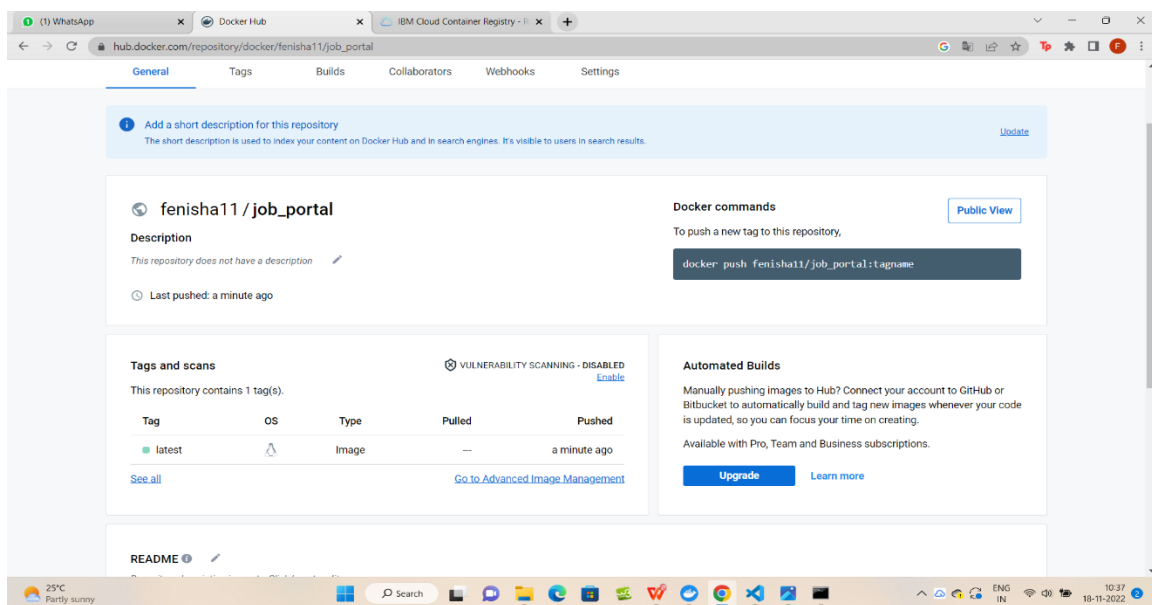 (1) WhatsApp
Docker Hub
IBM Cloud Container Registry - R
hub.docker.com/repository/docker/fenisha11/job_portal
General Tags Builds Collaborators Webhooks Settings
Add a short description for this repository
The short description is used to index your content on Docker Hub and in search engines. It's visible to users in search results.
Update
fenisha11 / job_portal
Description
This repository does not have a description
Last pushed: a minute ago
Docker commands
Public View
To push a new tag to this repository,
docker push fenisha11/job_portal:tagname
Tags and scans
VULNERABILITY SCANNING - DISABLED
Enable
This repository contains 1 tag(s).
Tag OS Type Pulled Pushed
latest Image --- a minute ago
See all
Go to Advanced Image Management
Automated Builds
Manually pushing images to Hub? Connect your account to GitHub or
Bitbucket to automatically build and tag new images whenever your code
is updated, so you can focus your time on creating.
Available with Pro, Team and Business subscriptions.
Upgrade
Learn more
README
25°C
Partly sunny
Search
ENG
IN
10:37
18-11-2022
2